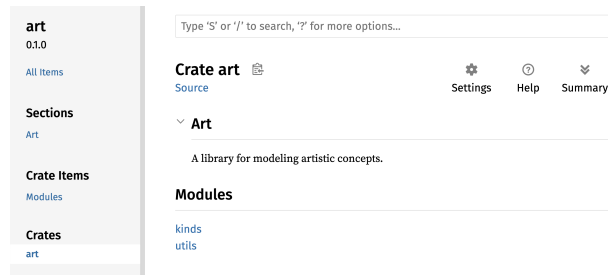 art
0.1.0
All Items
Sections
Art
Crate Items
Modules
Crates
art
Type ‘S’ or ‘/’ to search, ‘?’ for more options…
Crate art
Source
Settings
Help
Summary
Art
A library for modeling artistic concepts.
Modules
kinds
utils